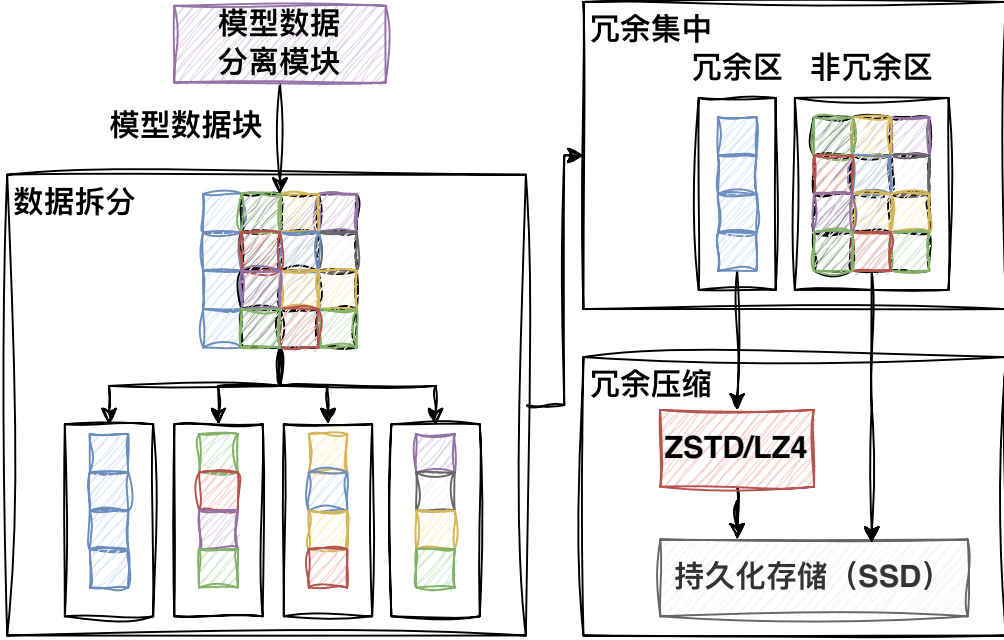 模型数据
分离模块
模型数据块
数据拆分
冗余集中
冗余区
非冗余区
冗余压缩
ZSTD/LZ4
持久化存储（SSD）